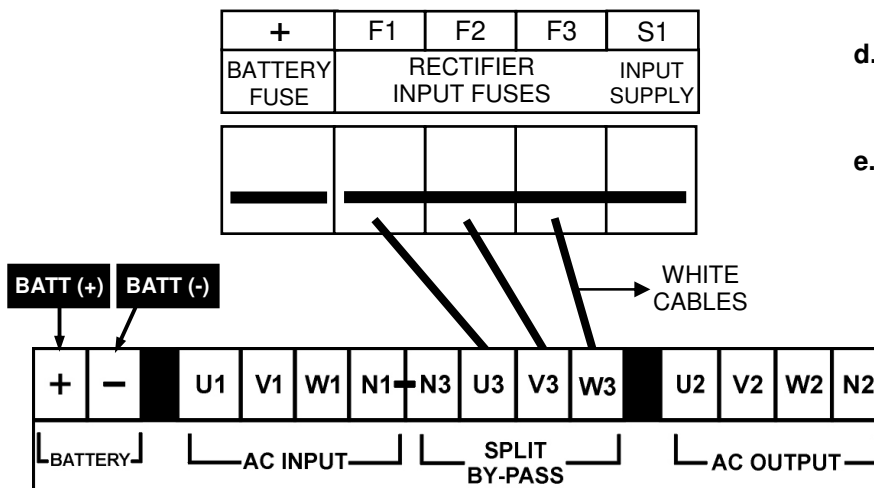 + F1 F2 F3 S1
BATTERY FUSE
RECTIFIER INPUT FUSES
INPUT SUPPLY
d.
e.
WHITE
CABLES
BATT (+) BATT (-)
+ − U1 V1 W1 N1 N3 U3 V3 W3 U2 V2 W2 N2
BATTERY AC INPUT SPLIT BY-PASS AC OUTPUT